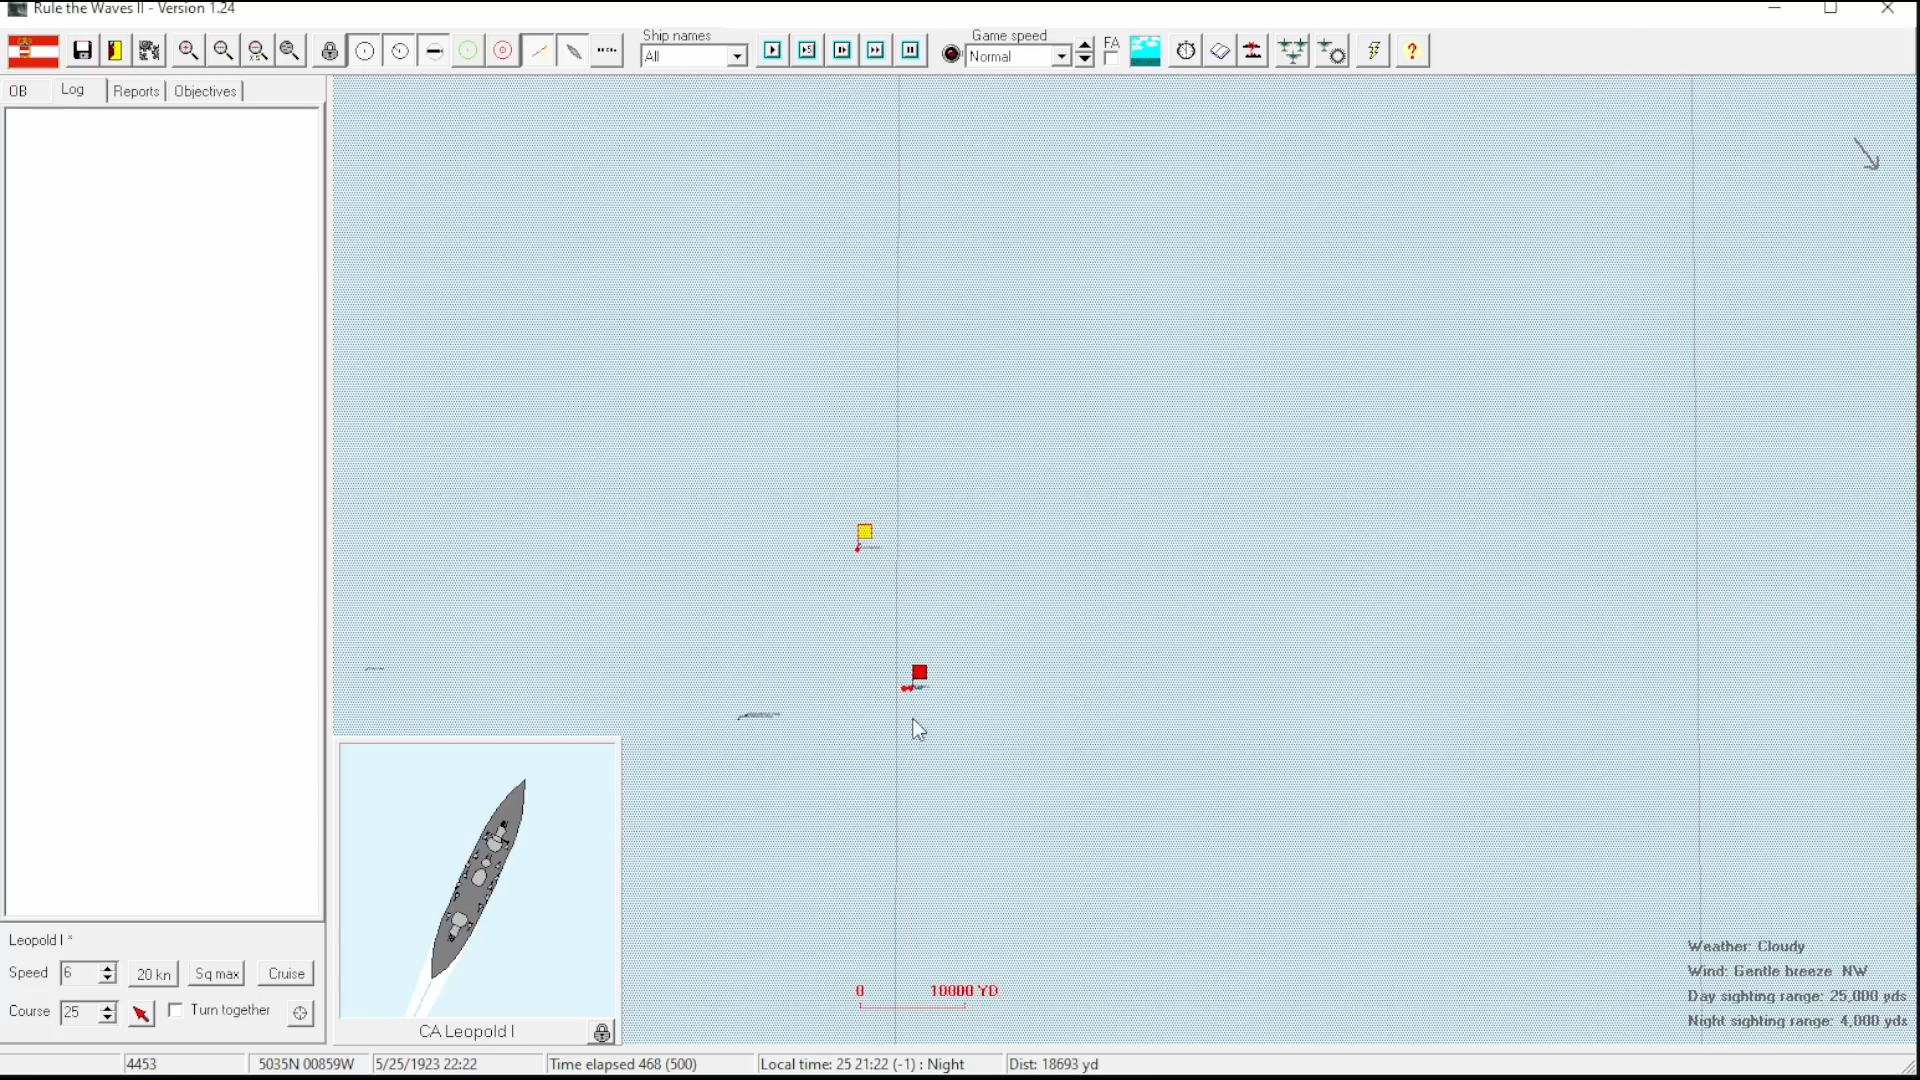 Rule the Waves II - Version 1.24
Ship names
All
Game speed
Normal
FA
OB
Log
Reports
Objectives
Leopold I *
Speed
6
20 kn
Sq max
Cruise
Course
25
Turn together
CA Leopold I
0
10000 YD
Weather: Cloudy
Wind: Gentle breeze NW
Day sighting range: 25,000 yds
Night sighting range: 4,000 yds
4453
5035N 00859W
5/25/1923 22:22
Time elapsed 468 (500)
Local time: 25 21:22 (-1) : Night
Dist: 18693 yd